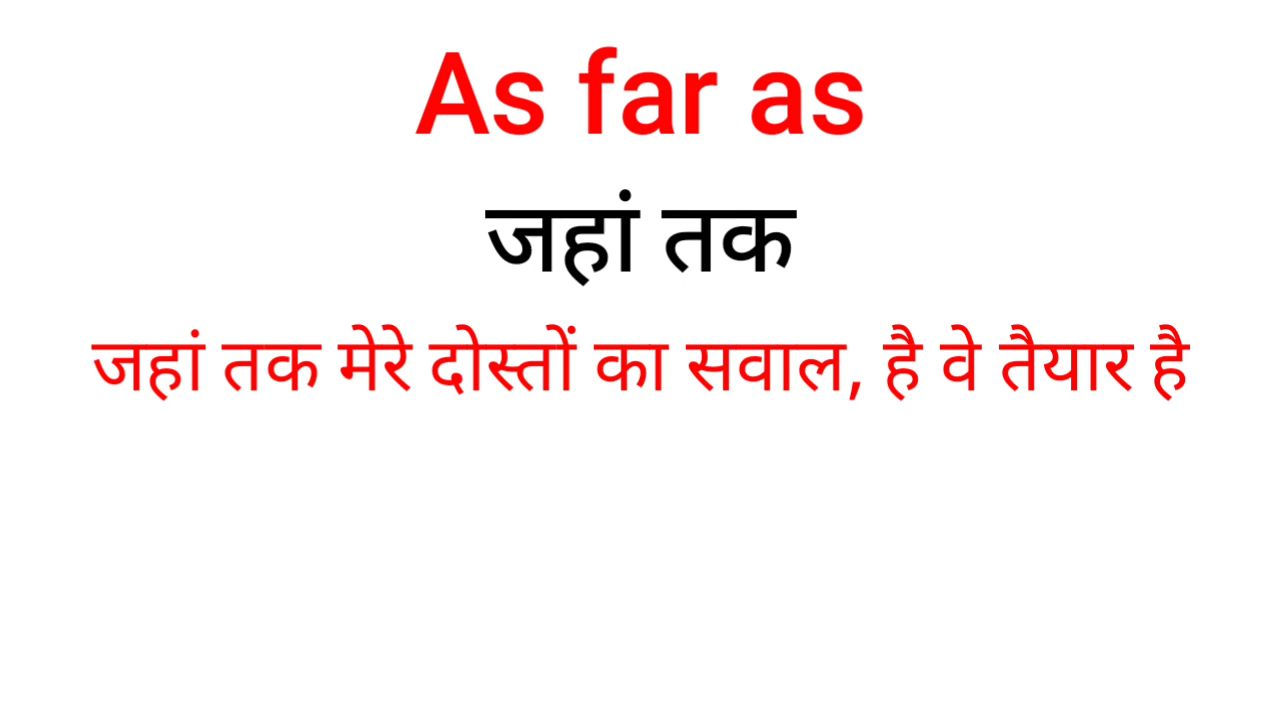 As far as
जहां तक
जहां तक मेरे दोस्तों का सवाल, है वे तैयार है